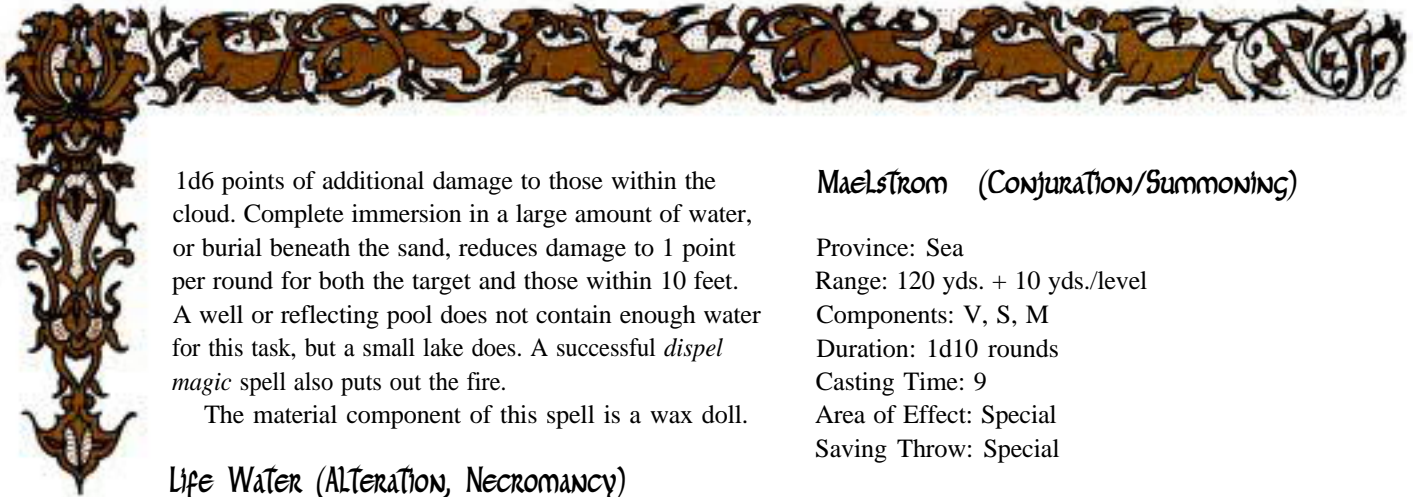 1d6 points of additional damage to those within the
cloud. Complete immersion in a large amount of water,
or burial beneath the sand, reduces damage to 1 point
per round for both the target and those within 10 feet.
A well or reflecting pool does not contain enough water
for this task, but a small lake does. A successful dispel
magic spell also puts out the fire.
The material component of this spell is a wax doll.
Life Water (Alteration, Necromancy)
Maelstrom (Conjuration/Summoning)
Province: Sea
Range: 120 yds. + 10 yds./level
Components: V, S, M
Duration: 1d10 rounds
Casting Time: 9
Area of Effect: Special
Saving Throw: Special